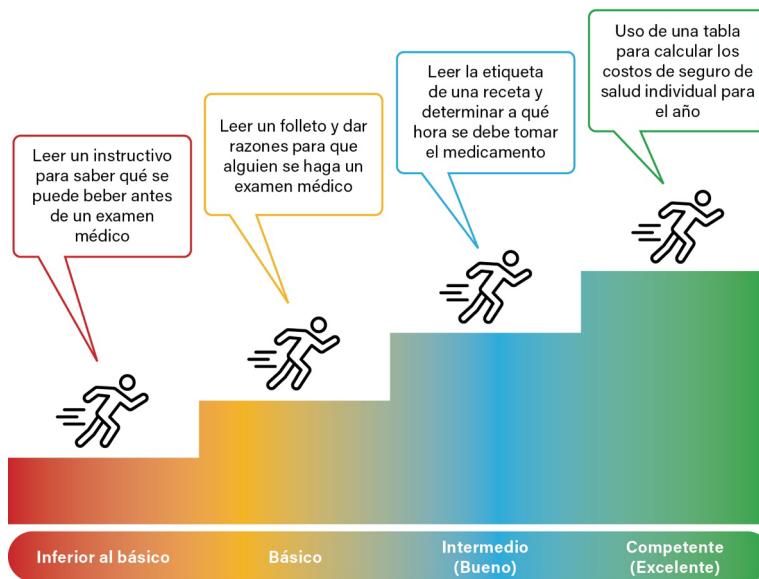 Leer un instructivo
para saber qué se
puede beber antes
de un examen
médico
Leer un folleto y dar
razones para que
alguien se haga un
examen médico
Leer la etiqueta
de una receta y
determinar a qué
hora se debe tomar
el medicamento
Uso de una tabla
para calcular los
costos de seguro de
salud individual para
el año
Inferior al básico
Básico
Intermedio
(Bueno)
Competente
(Excelente)